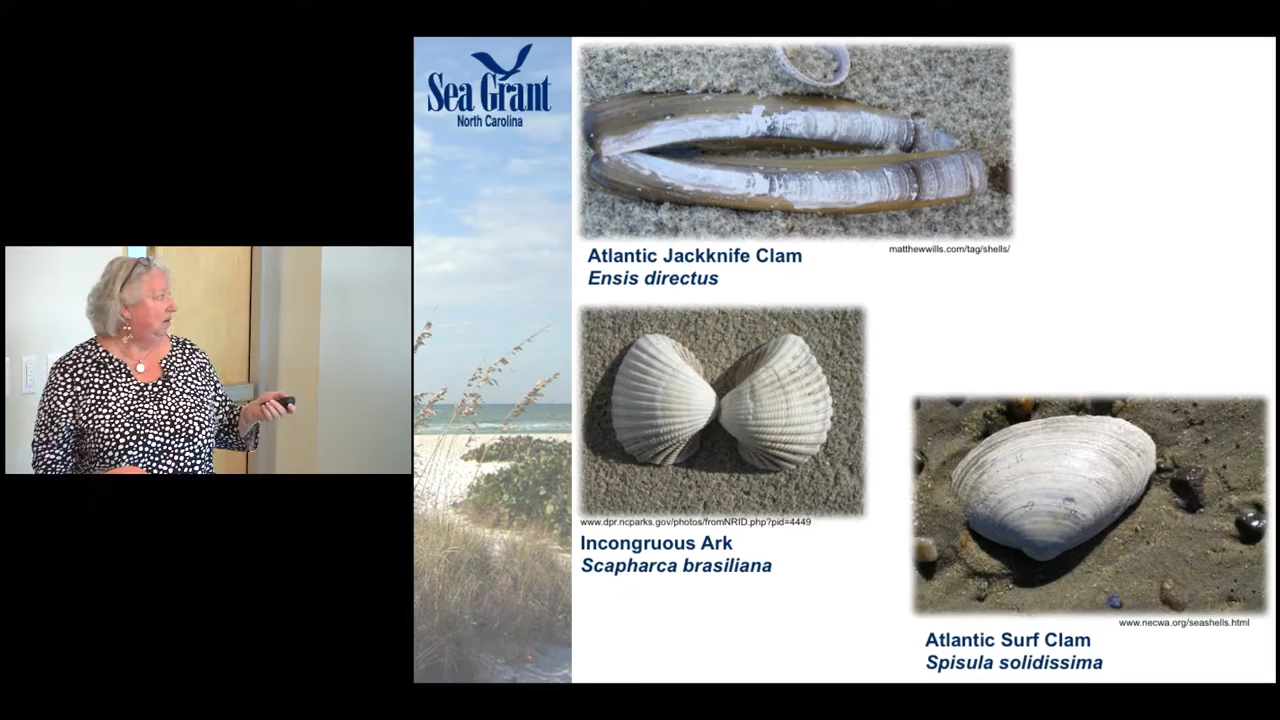 Sea Grant
North Carolina
Atlantic Jackknife Clam
Ensis directus
matthewwills.com/tag/shells/
www.dpr.ncparks.gov/photos/fromNRID.php?pid=4449
Incongruous Ark
Scapharca brasiliana
www.necwa.org/seashells.html
Atlantic Surf Clam
Spisula solidissima